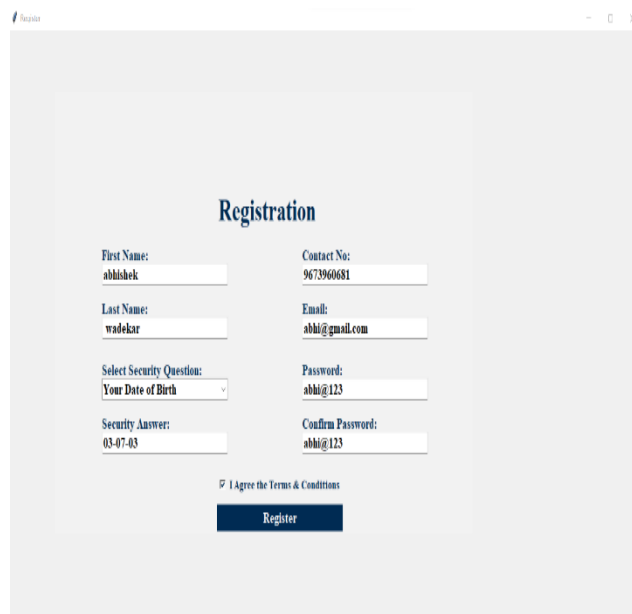 Register
Registration
First Name:
abhishek
Contact No:
9673960681
Last Name:
wadekar
Email:
abhi@gmail.com
Select Security Question:
Your Date of Birth
Password:
abhi@123
Security Answer:
03-07-03
Confirm Password:
abhi@123
I Agree the Terms & Conditions
Register